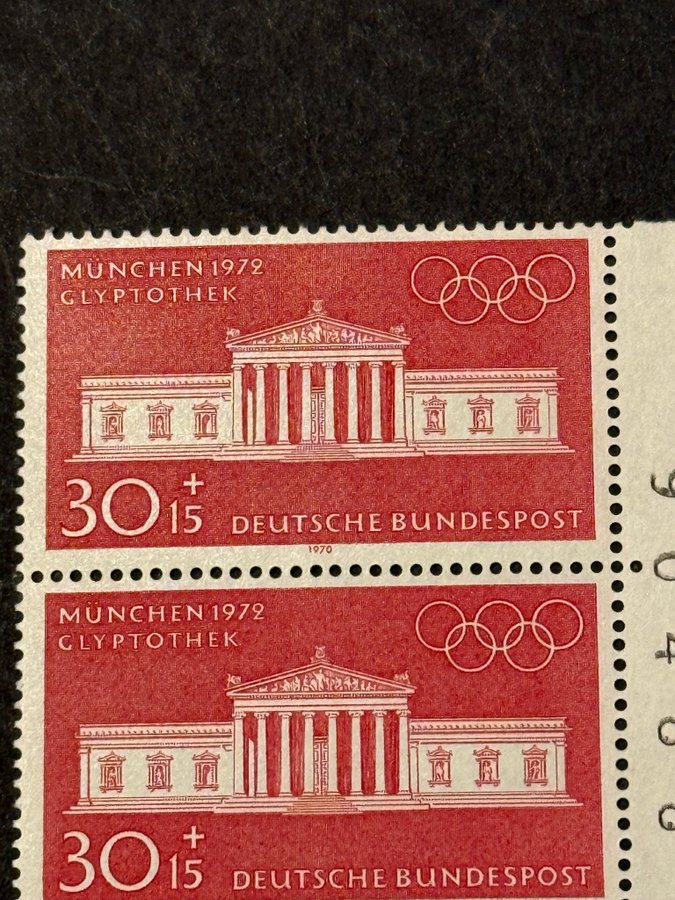 MÜNCHEN 1972
GLYPTOTHEK
30 + 15 DEUTSCHE BUNDESPOST
1970
MÜNCHEN 1972
GLYPTOTHEK
30 + 15 DEUTSCHE BUNDESPOST